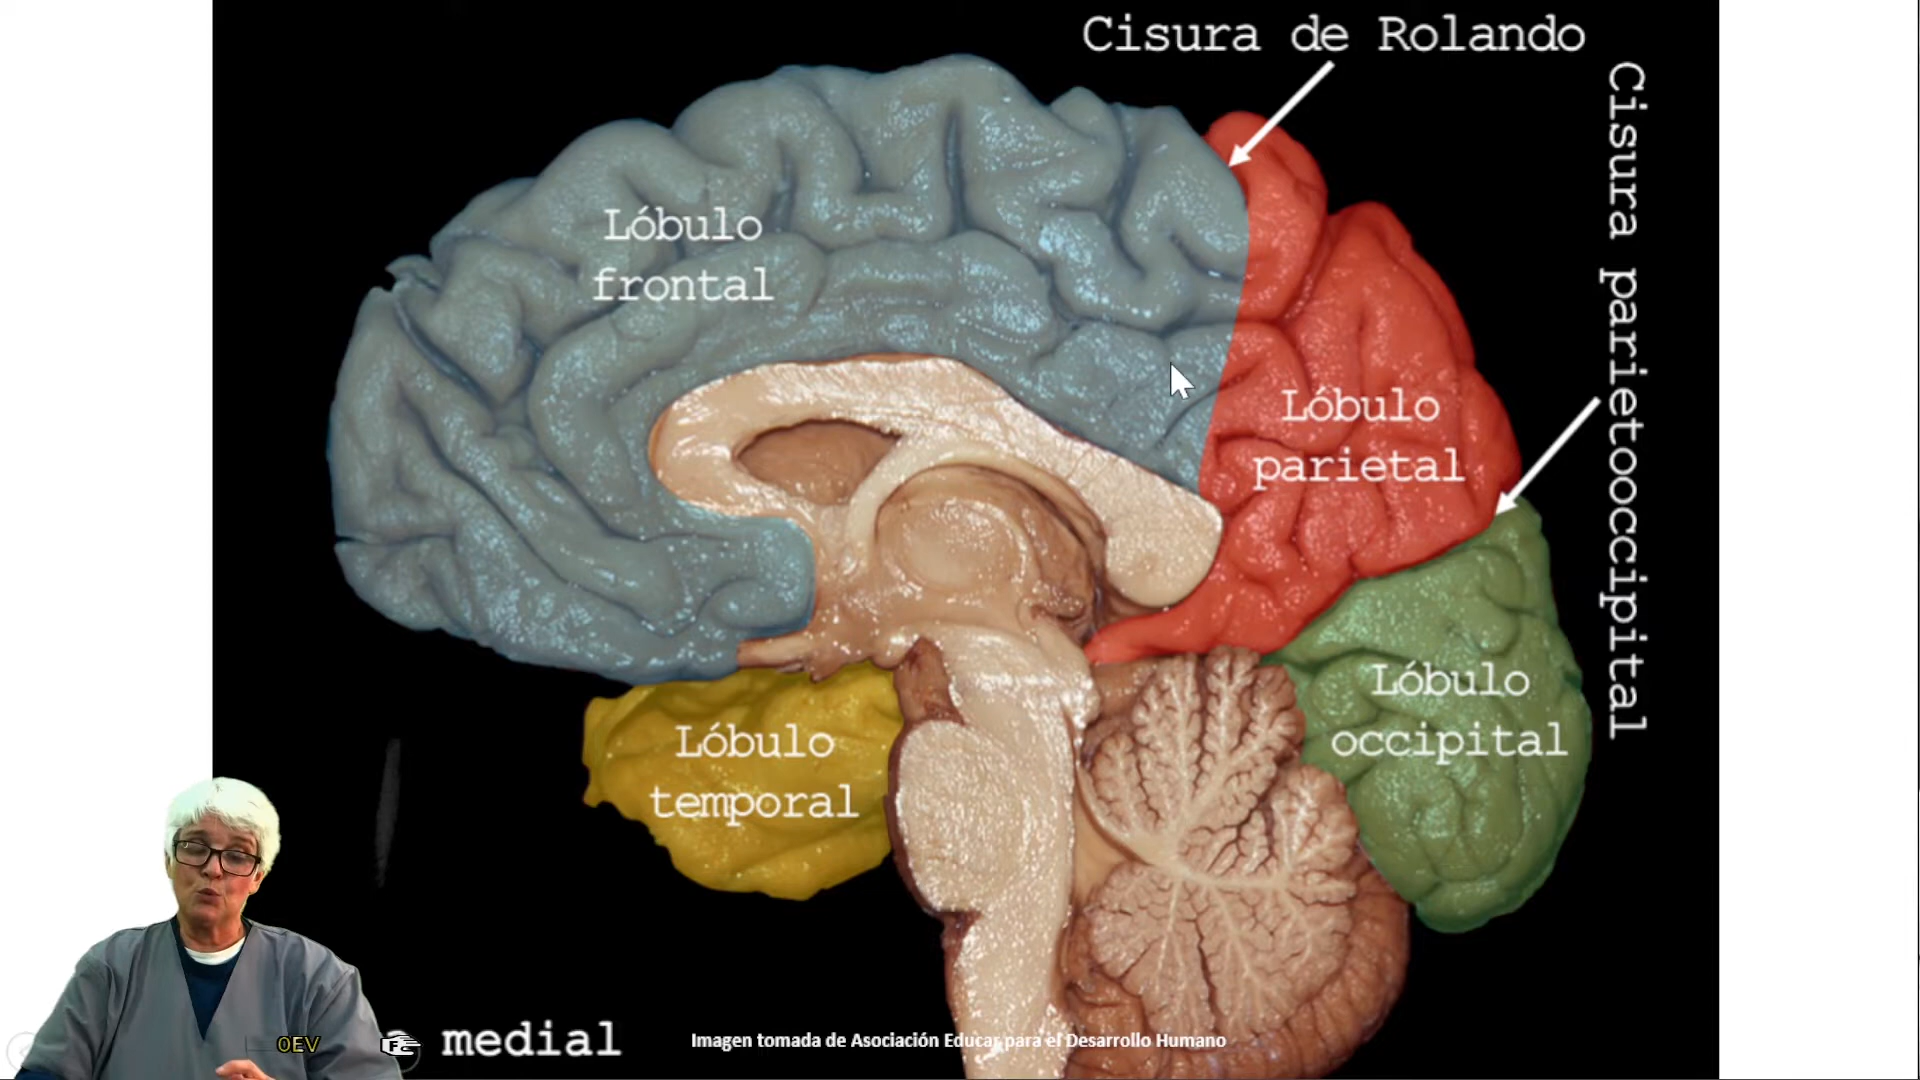 Cisura de Rolando
Cisura parietooccipital
Lóbulo
frontal
Lóbulo
parietal
Lóbulo
occipital
Lóbulo
temporal
OEV
medial
Imagen tomada de Asociación Educar para el Desarrollo Humano